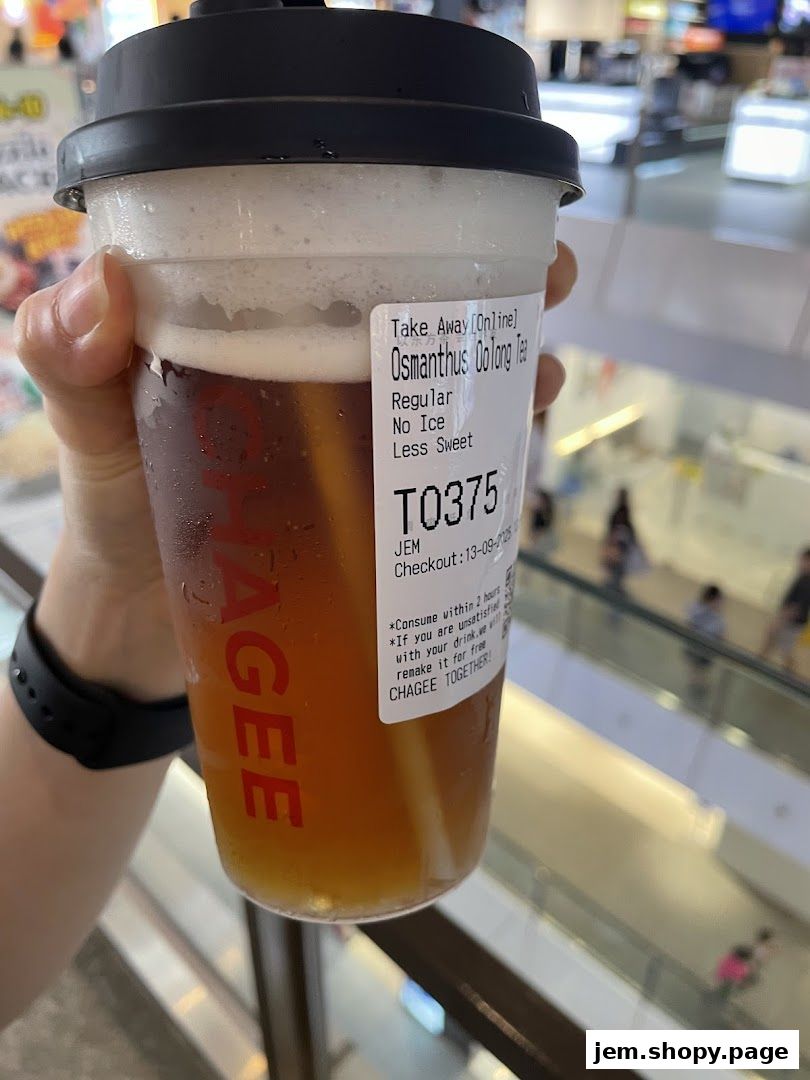 CHAGEE
Take Away[Online]
Osmanthus Oolong Tea
Regular
No Ice
Less Sweet
T0375
JEM
Checkout:13-09-2025
*Consume within 2 hours
*If you are unsatisfied
with your drink.we will
remake it for free
CHAGEE TOGETHER!
jem.shopy.page